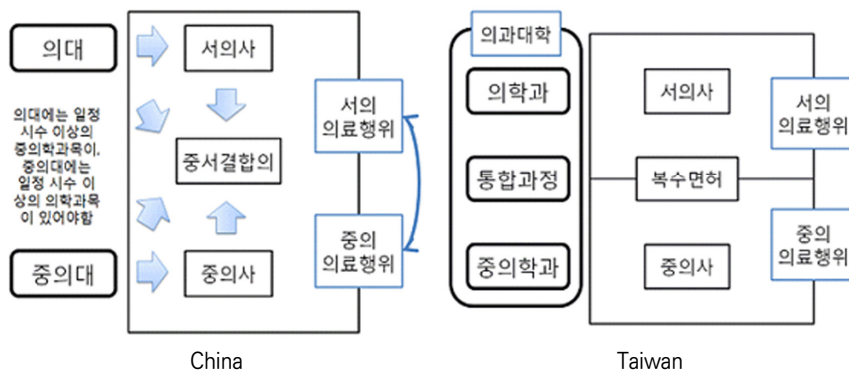 의대
서의사
의대에는 일정
시수 이상의
중의학과목이,
중의대에는
일정 시수 이
상의 의학과목
이 있어야함
중서결합의
서의
의료행위
중의
의료행위
중의대
중의사
China
의과대학
의학과
서의사
서의
의료행위
통합과정
복수면허
중의학과
중의사
중의
의료행위
Taiwan